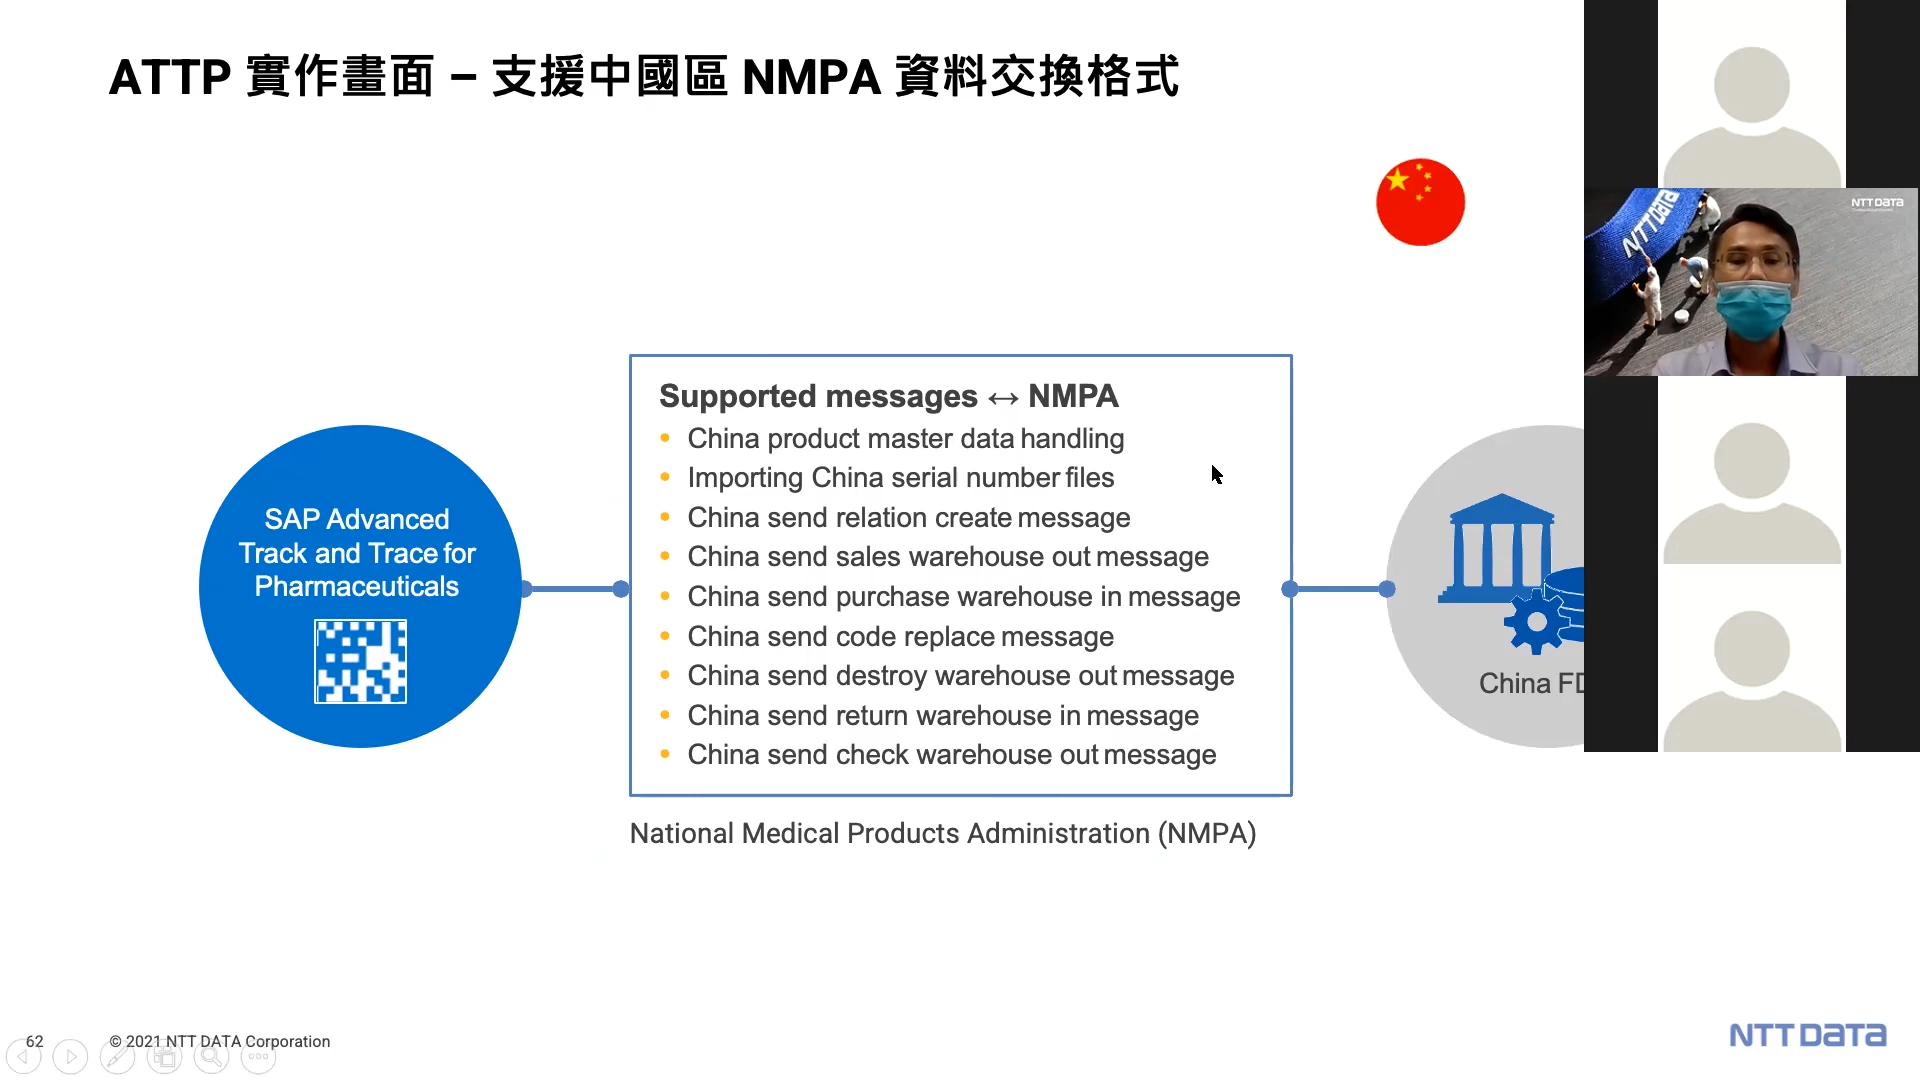 ATTP 實作畫面 – 支援中國區 NMPA 資料交換格式
NTT DATA
NTT DATA
SAP Advanced
Track and Trace for
Pharmaceuticals
Supported messages ↔ NMPA
• China product master data handling
• Importing China serial number files
• China send relation create message
• China send sales warehouse out message
• China send purchase warehouse in message
• China send code replace message
• China send destroy warehouse out message
• China send return warehouse in message
• China send check warehouse out message
China FD
National Medical Products Administration (NMPA)
62
© 2021 NTT DATA Corporation
NTT DATA